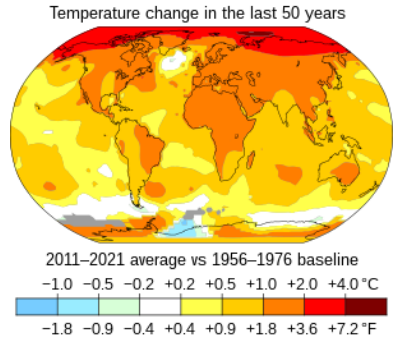 Temperature change in the last 50 years
2011–2021 average vs 1956–1976 baseline
−1.0 −0.5 −0.2 +0.2 +0.5 +1.0 +2.0 +4.0 °C
−1.8 −0.9 −0.4 +0.4 +0.9 +1.8 +3.6 +7.2 °F